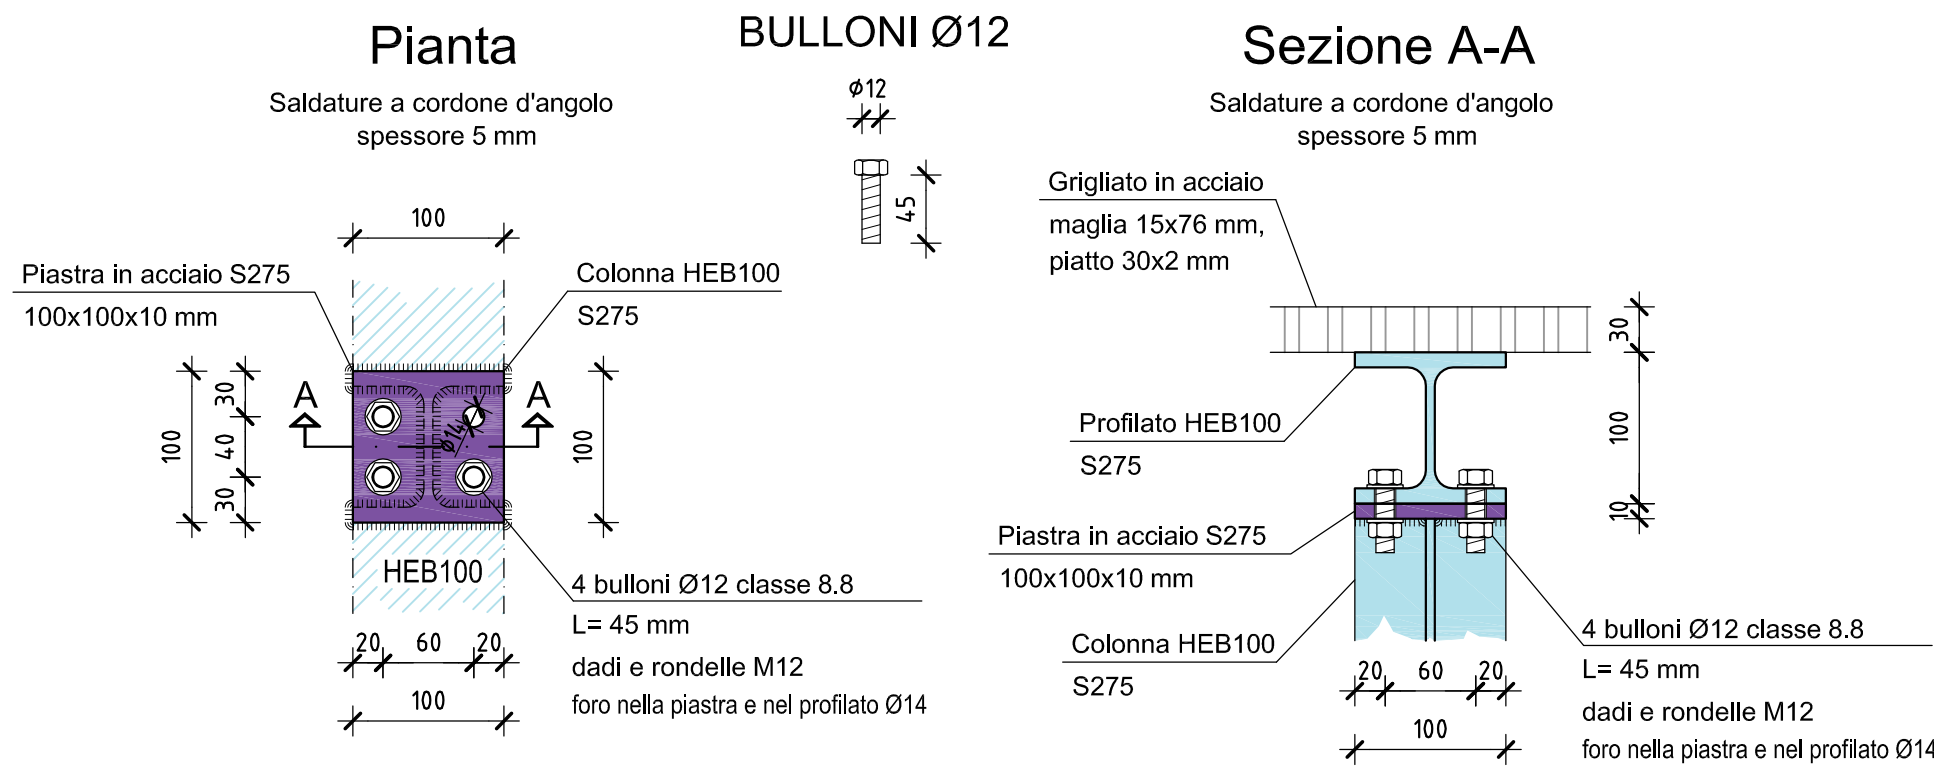 Pianta
Saldature a cordone d'angolo
spessore 5 mm
100
Piastra in acciaio S275
100x100x10 mm
Colonna HEB100
S275
100
30
40
30
A
A
Ø14
100
HEB100
4 bulloni Ø12 classe 8.8
L= 45 mm
dadi e rondelle M12
foro nella piastra e nel profilato Ø14
20
60
20
100
BULLONI Ø12
Ø12
45
Sezione A-A
Saldature a cordone d'angolo
spessore 5 mm
Grigliato in acciaio
maglia 15x76 mm,
piatto 30x2 mm
30
Profilato HEB100
S275
100
10
Piastra in acciaio S275
100x100x10 mm
Colonna HEB100
S275
4 bulloni Ø12 classe 8.8
L= 45 mm
dadi e rondelle M12
foro nella piastra e nel profilato Ø14
20
60
20
100